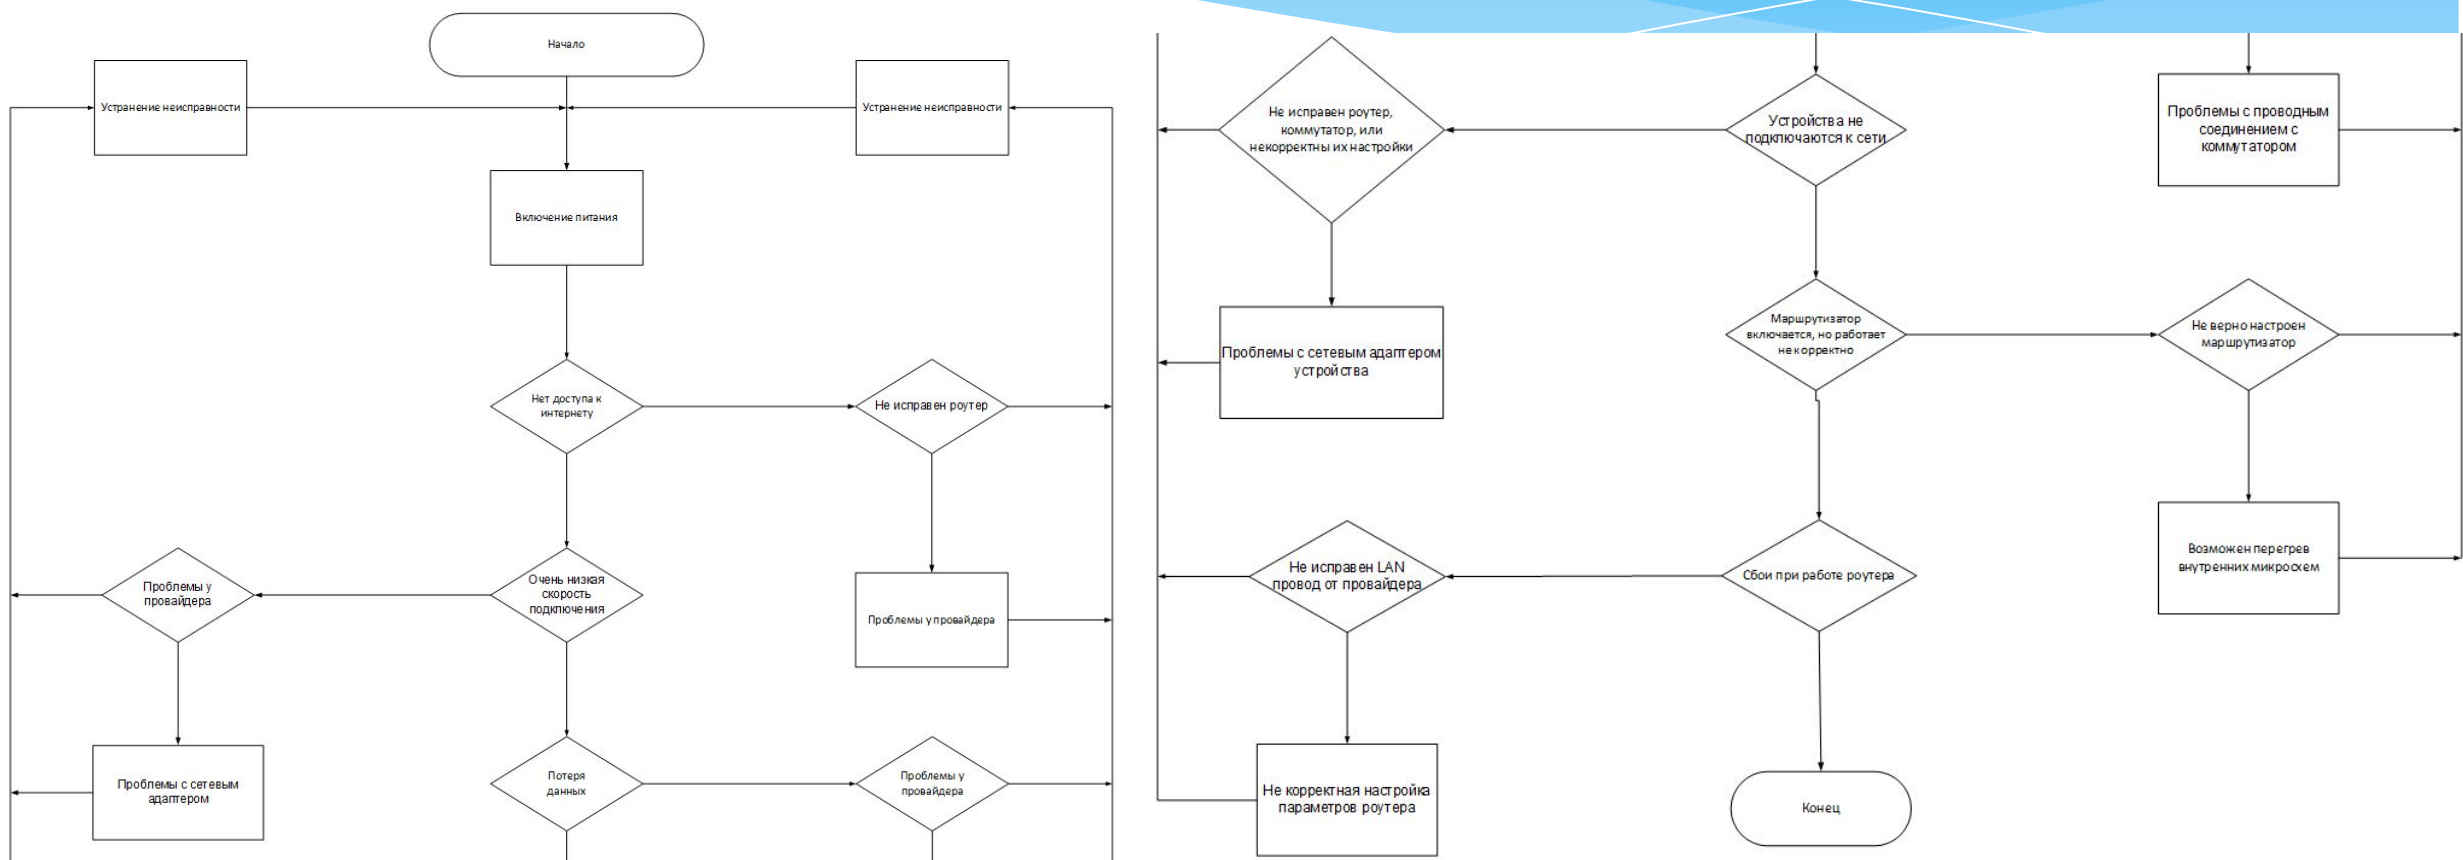 Начало
Устранение неисправности
Устранение неисправности
Включение питания
Нет доступа к
интернету
Не исправен роутер
Проблемы у
провайдера
Очень низкая
скорость
подключения
Проблемы у провайдера
Проблемы с сетевым
адаптером
Потеря
данных
Проблемы у
провайдера
Не исправен роутер,
коммутатор, или
некорректны их настройки
Устройства не
подключаются к сети
Проблемы с проводным
соединением с
коммутатором
Проблемы с сетевым адаптером
устройства
Маршрутизатор
включается, но работает
не корректно
Не верно настроен
маршрутизатор
Не исправен LAN
провод от провайдера
Сбои при работе роутера
Возможен перегрев
внутренних микросхем
Не корректная настройка
параметров роутера
Конец